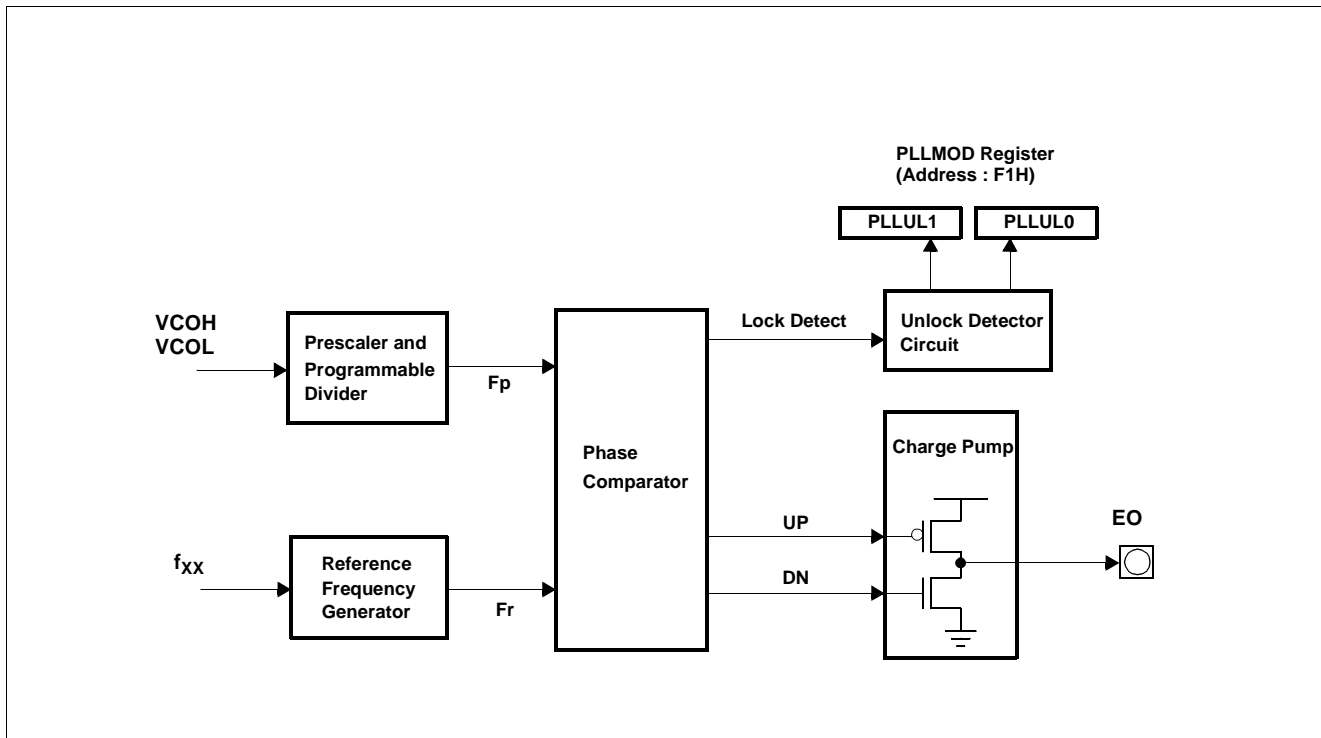 PLLMOD Register
(Address : F1H)
PLLUL1
PLLUL0
VCOH
VCOL
Prescaler and
Programmable
Divider
Fp
Lock Detect
Unlock Detector
Circuit
Phase
Comparator
Charge Pump
UP
DN
EO
fXX
Reference
Frequency
Generator
Fr